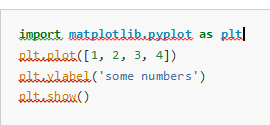 import matplotlib.pyplot as plt
plt.plot([1, 2, 3, 4])
plt.ylabel('some numbers')
plt.show()